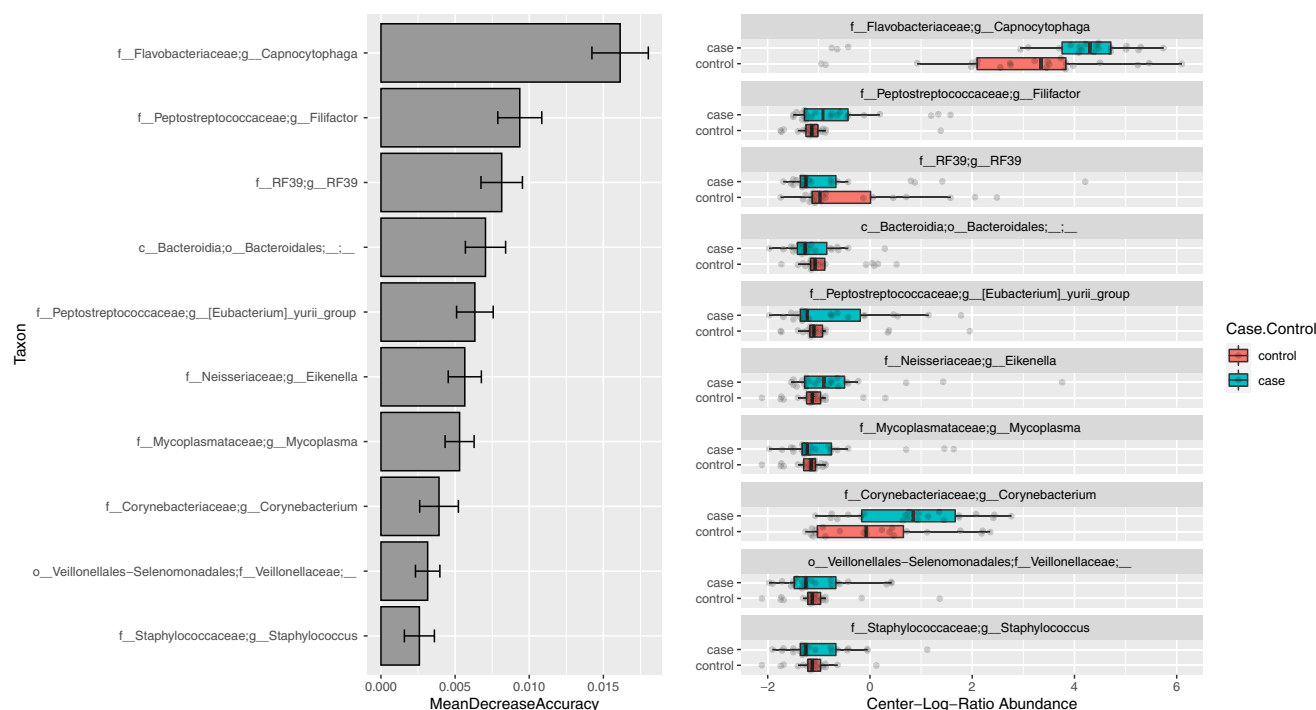 Taxon
f__Flavobacteriaceae;g__Capnocytophaga
f__Peptostreptococcaceae;g__Filifactor
f__RF39;g__RF39
c__Bacteroidia;o__Bacteroidales;__;__
f__Peptostreptococcaceae;g__[Eubacterium]_yurii_group
f__Neisseriaceae;g__Eikenella
f__Mycoplasmataceae;g__Mycoplasma
f__Corynebacteriaceae;g__Corynebacterium
o__Veillonellales−Selenomonadales;f__Veillonellaceae;__
f__Staphylococcaceae;g__Staphylococcus
0.000 0.005 0.010 0.015
MeanDecreaseAccuracy
f__Flavobacteriaceae;g__Capnocytophaga
case
control
f__Peptostreptococcaceae;g__Filifactor
case
control
f__RF39;g__RF39
case
control
c__Bacteroidia;o__Bacteroidales;__;__
case
control
f__Peptostreptococcaceae;g__[Eubacterium]_yurii_group
case
control
f__Neisseriaceae;g__Eikenella
case
control
f__Mycoplasmataceae;g__Mycoplasma
case
control
f__Corynebacteriaceae;g__Corynebacterium
case
control
o__Veillonellales−Selenomonadales;f__Veillonellaceae;__
case
control
f__Staphylococcaceae;g__Staphylococcus
case
control
−2 0 2 4 6
Center−Log−Ratio Abundance
Case.Control
control
case